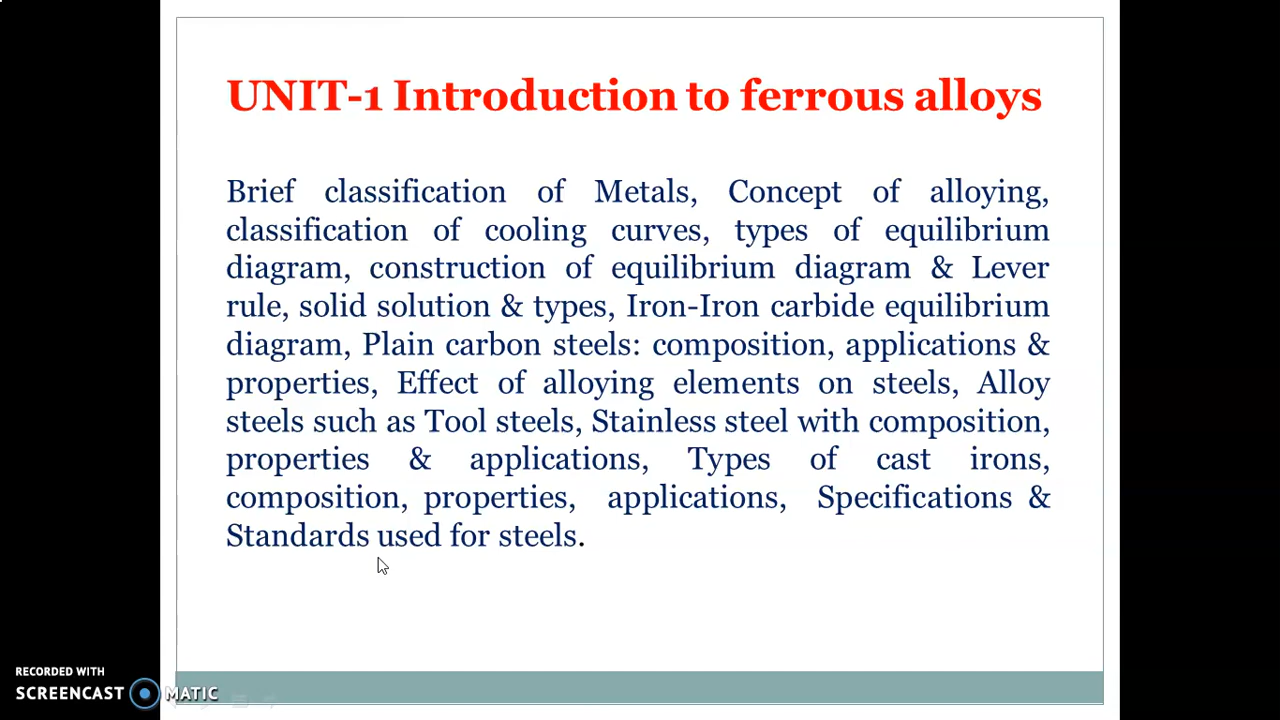 UNIT-1 Introduction to ferrous alloys
Brief classification of Metals, Concept of alloying,
classification of cooling curves, types of equilibrium
diagram, construction of equilibrium diagram & Lever
rule, solid solution & types, Iron-Iron carbide equilibrium
diagram, Plain carbon steels: composition, applications &
properties, Effect of alloying elements on steels, Alloy
steels such as Tool steels, Stainless steel with composition,
properties & applications, Types of cast irons,
composition, properties, applications, Specifications &
Standards used for steels.
RECORDED WITH
SCREENCAST MATIC